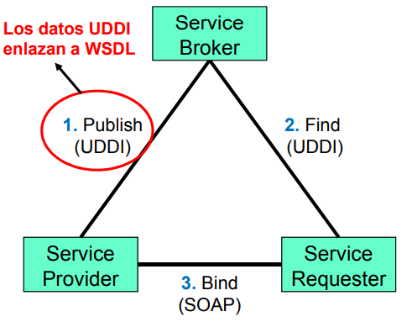 Los datos UDDI
enlazan a WSDL
Service
Broker
1. Publish
(UDDI)
2. Find
(UDDI)
Service
Provider
3. Bind
(SOAP)
Service
Requester